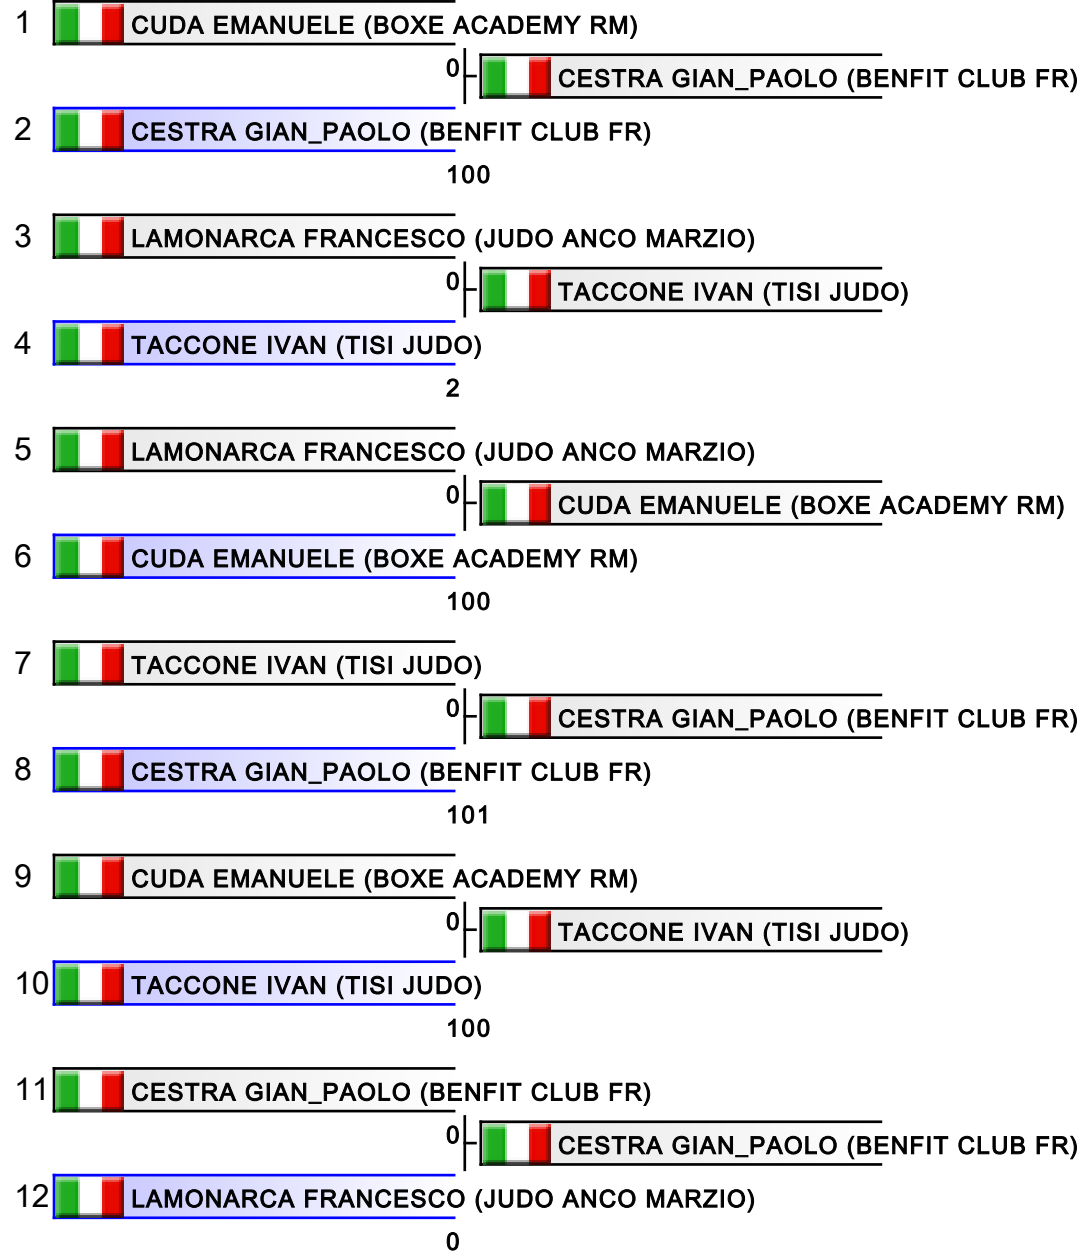 1 CUDA EMANUELE (BOXE ACADEMY RM)
0 CESTRA GIAN_PAOLO (BENFIT CLUB FR)
2 CESTRA GIAN_PAOLO (BENFIT CLUB FR)
100
3 LAMONARCA FRANCESCO (JUDO ANCO MARZIO)
0 TACCONE IVAN (TISI JUDO)
4 TACCONE IVAN (TISI JUDO)
2
5 LAMONARCA FRANCESCO (JUDO ANCO MARZIO)
0 CUDA EMANUELE (BOXE ACADEMY RM)
6 CUDA EMANUELE (BOXE ACADEMY RM)
100
7 TACCONE IVAN (TISI JUDO)
0 CESTRA GIAN_PAOLO (BENFIT CLUB FR)
8 CESTRA GIAN_PAOLO (BENFIT CLUB FR)
101
9 CUDA EMANUELE (BOXE ACADEMY RM)
0 TACCONE IVAN (TISI JUDO)
10 TACCONE IVAN (TISI JUDO)
100
11 CESTRA GIAN_PAOLO (BENFIT CLUB FR)
0 CESTRA GIAN_PAOLO (BENFIT CLUB FR)
12 LAMONARCA FRANCESCO (JUDO ANCO MARZIO)
0